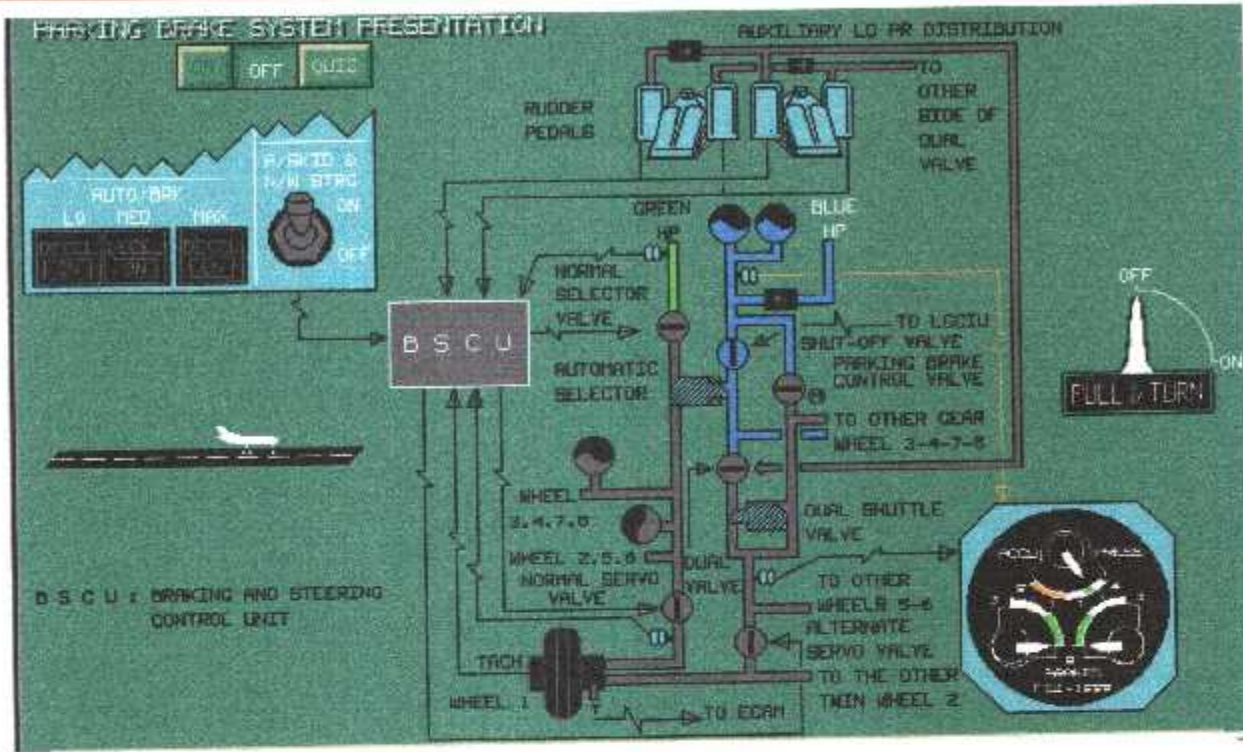 PARKING BRAKE SYSTEM PRESENTATION
OFF
QUIZ
AUXILIARY LO PR DISTRIBUTION
RUDDER
PEDALS
TO
OTHER
SIDE OF
DUAL
VALVE
A/SKID &
N/W STRG
ON
OFF
AUTO/BRK
LO MED MAX
GREEN
HP
BLUE
HP
NORMAL
SELECTOR
VALVE
B S C U
AUTOMATIC
SELECTOR
TO LGCIU
SHUT-OFF VALVE
PARKING BRAKE
CONTROL VALVE
M
TO OTHER GEAR
WHEEL 3-4-7-8
OFF
ON
PULL & TURN
WHEEL
3.4.7.8
WHEEL 2.5.6
NORMAL SERVO
VALVE
DUAL
VALVE
DUAL SHUTTLE
VALVE
TO OTHER
WHEELS 5-6
ALTERNATE
SERVO VALVE
TO THE OTHER
TWIN WHEEL 2
B S C U : BRAKING AND STEERING
CONTROL UNIT
TACH
WHEEL 1
T
TO ECAM
ACCU PRESS